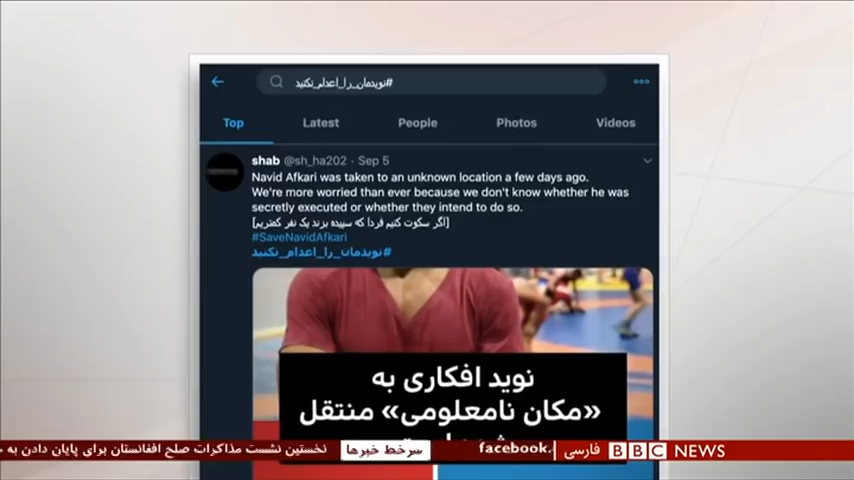 #نویدمان_را_اعدام_نکنید
Top Latest People Photos Videos
shab @sh_ha202 · Sep 5
Navid Afkari was taken to an unknown location a few days ago.
We're more worried than ever because we don't know whether he was
secretly executed or whether they intend to do so.
[اگر سکوت کنیم فردا که سپیده بزند یک نفر کمتریم]
#SaveNavidAfkari
#نویدمان_را_اعدام_نکنید
نوید افکاری به
«مکان نامعلومی» منتقل
نخستین نشست مذاکرات صلح افغانستان برای پایان دادن به
سرخط خبرها
facebook.
فارسی BBC NEWS